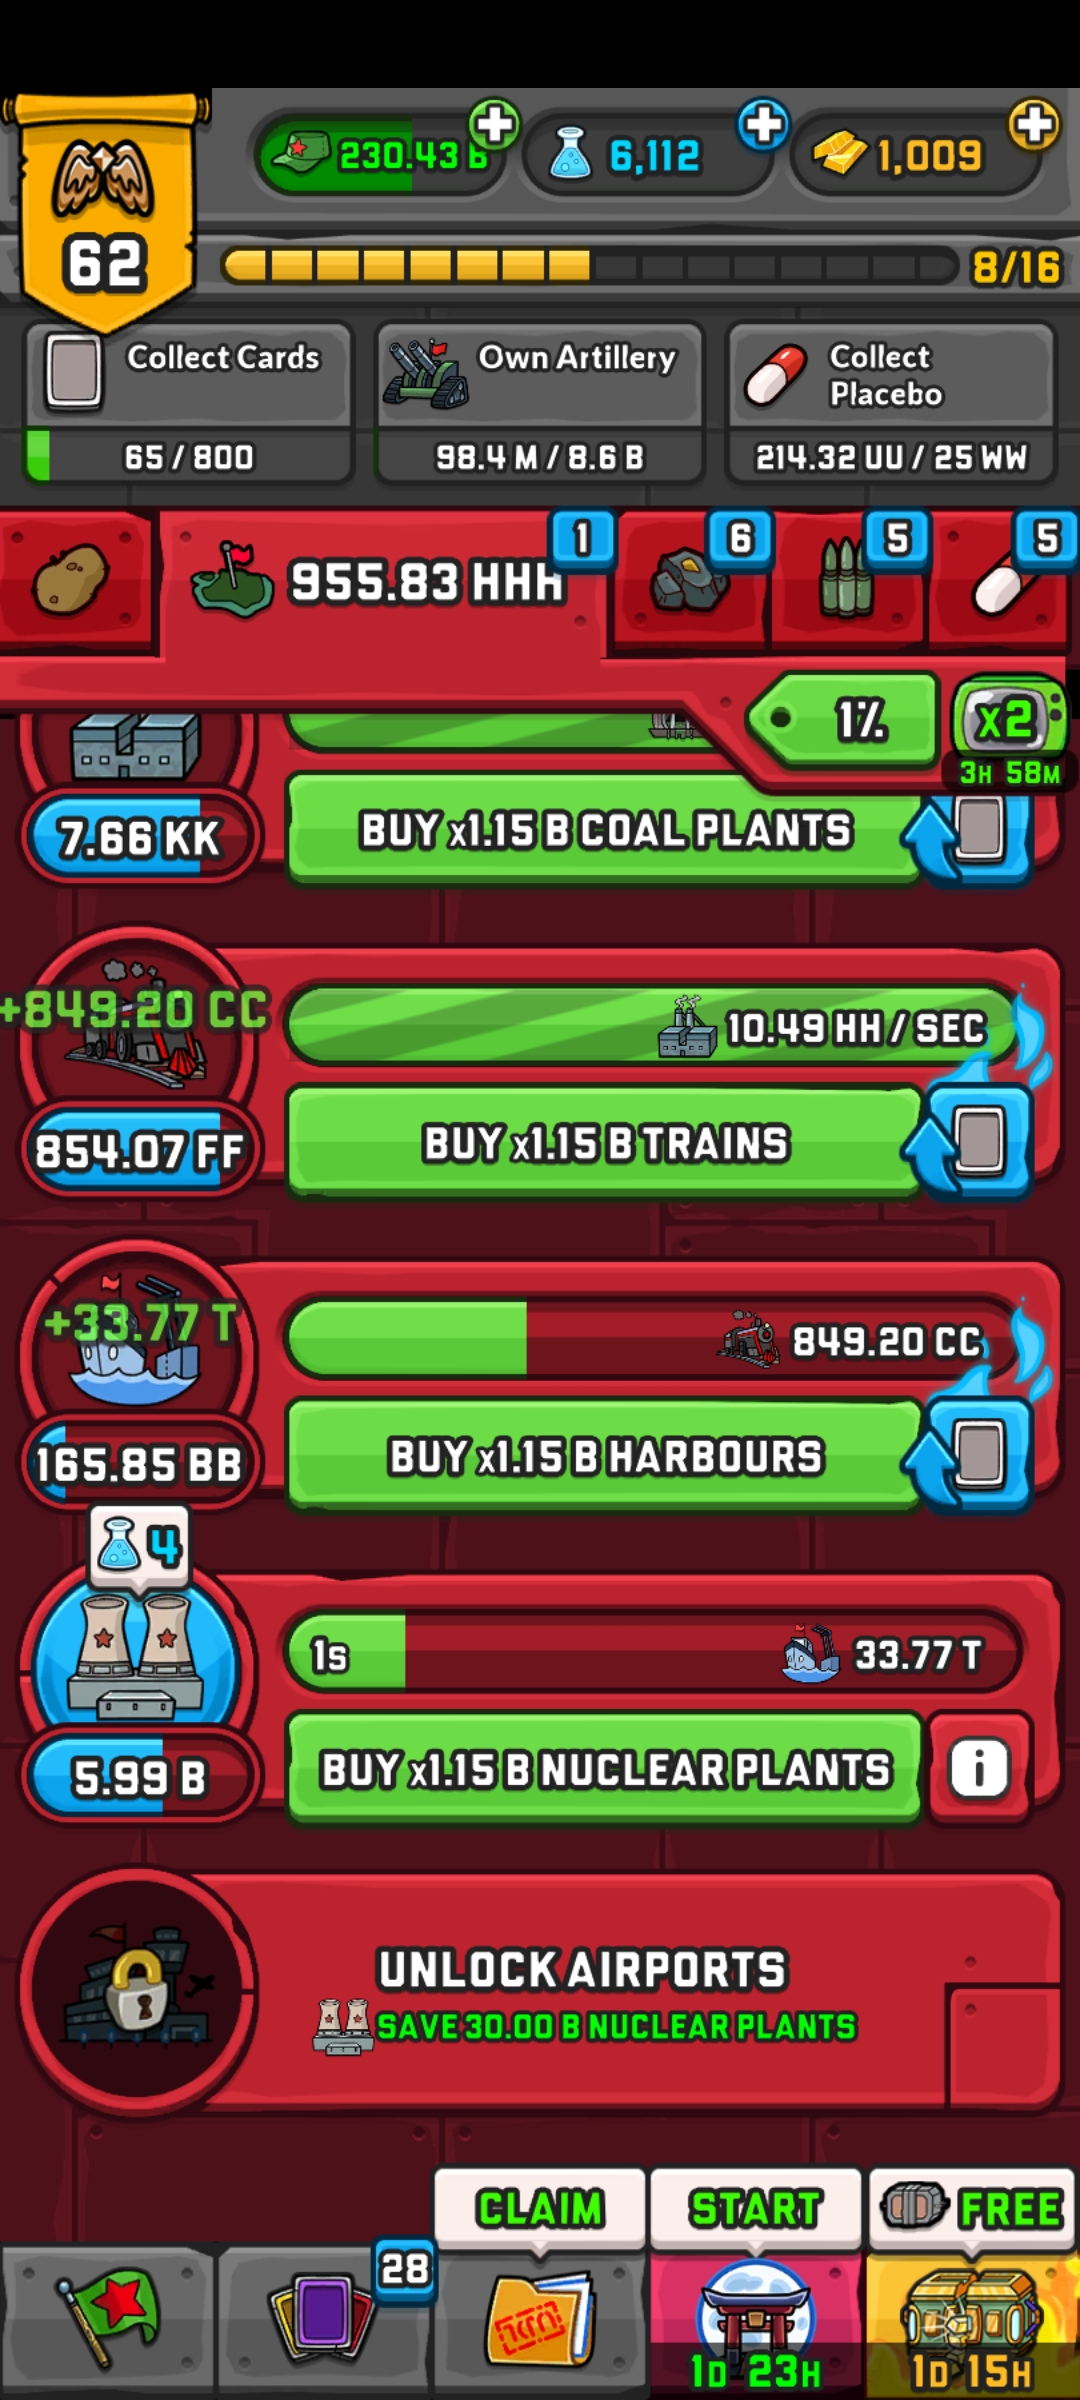 230.43 B
6,112
1,009
62
8/16
Collect Cards
65 / 800
Own Artillery
98.4 M / 8.6 B
Collect
Placebo
214.32 UU / 25 WW
955.83 HHH
1
6
5
5
1%
x2
3H 58M
7.66 KK
BUY x1.15 B COAL PLANTS
+849.20 CC
10.49 HH / SEC
854.07 FF
BUY x1.15 B TRAINS
+33.77 T
849.20 CC
165.85 BB
BUY x1.15 B HARBOURS
4
1s
33.77 T
5.99 B
BUY x1.15 B NUCLEAR PLANTS
i
UNLOCK AIRPORTS
SAVE 30.00 B NUCLEAR PLANTS
CLAIM
START
FREE
28
1D 23H
1D 15H